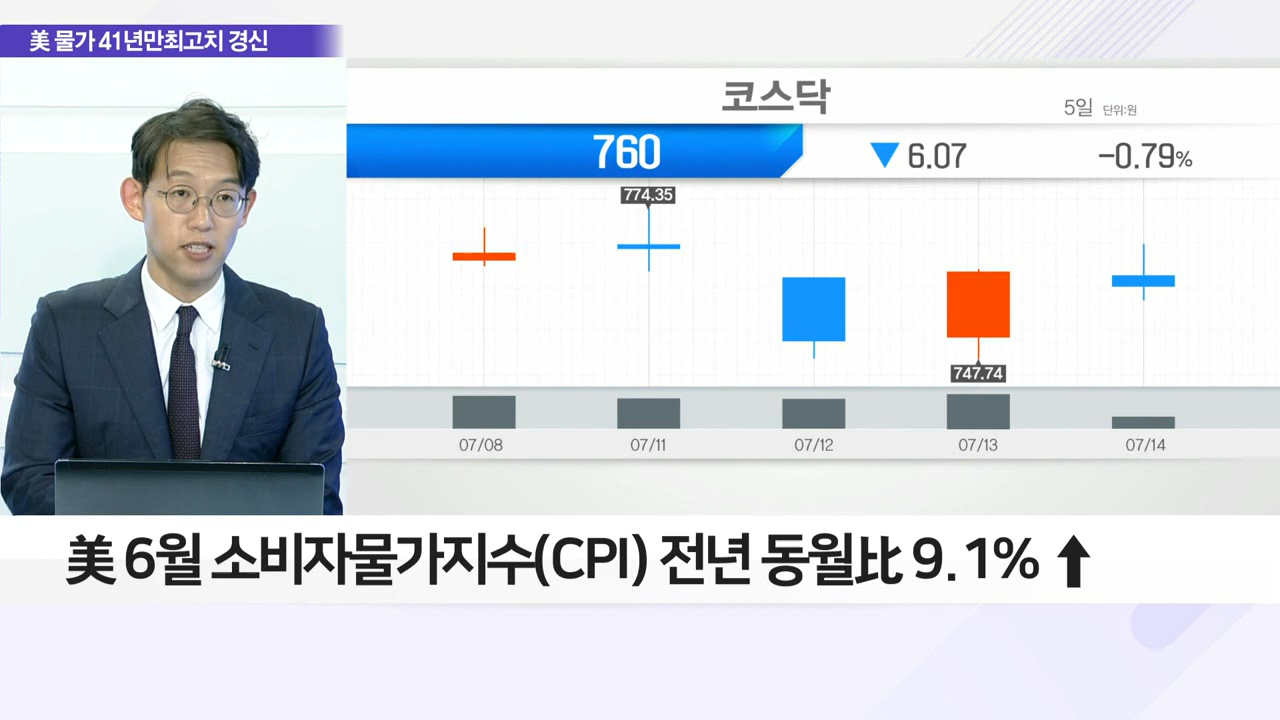 美 물가 41년만최고치 경신
코스닥
5일 단위:원
760 ▼ 6.07 -0.79%
774.35
747.74
07/08 07/11 07/12 07/13 07/14
美 6월 소비자물가지수(CPI) 전년 동월比 9.1% ↑